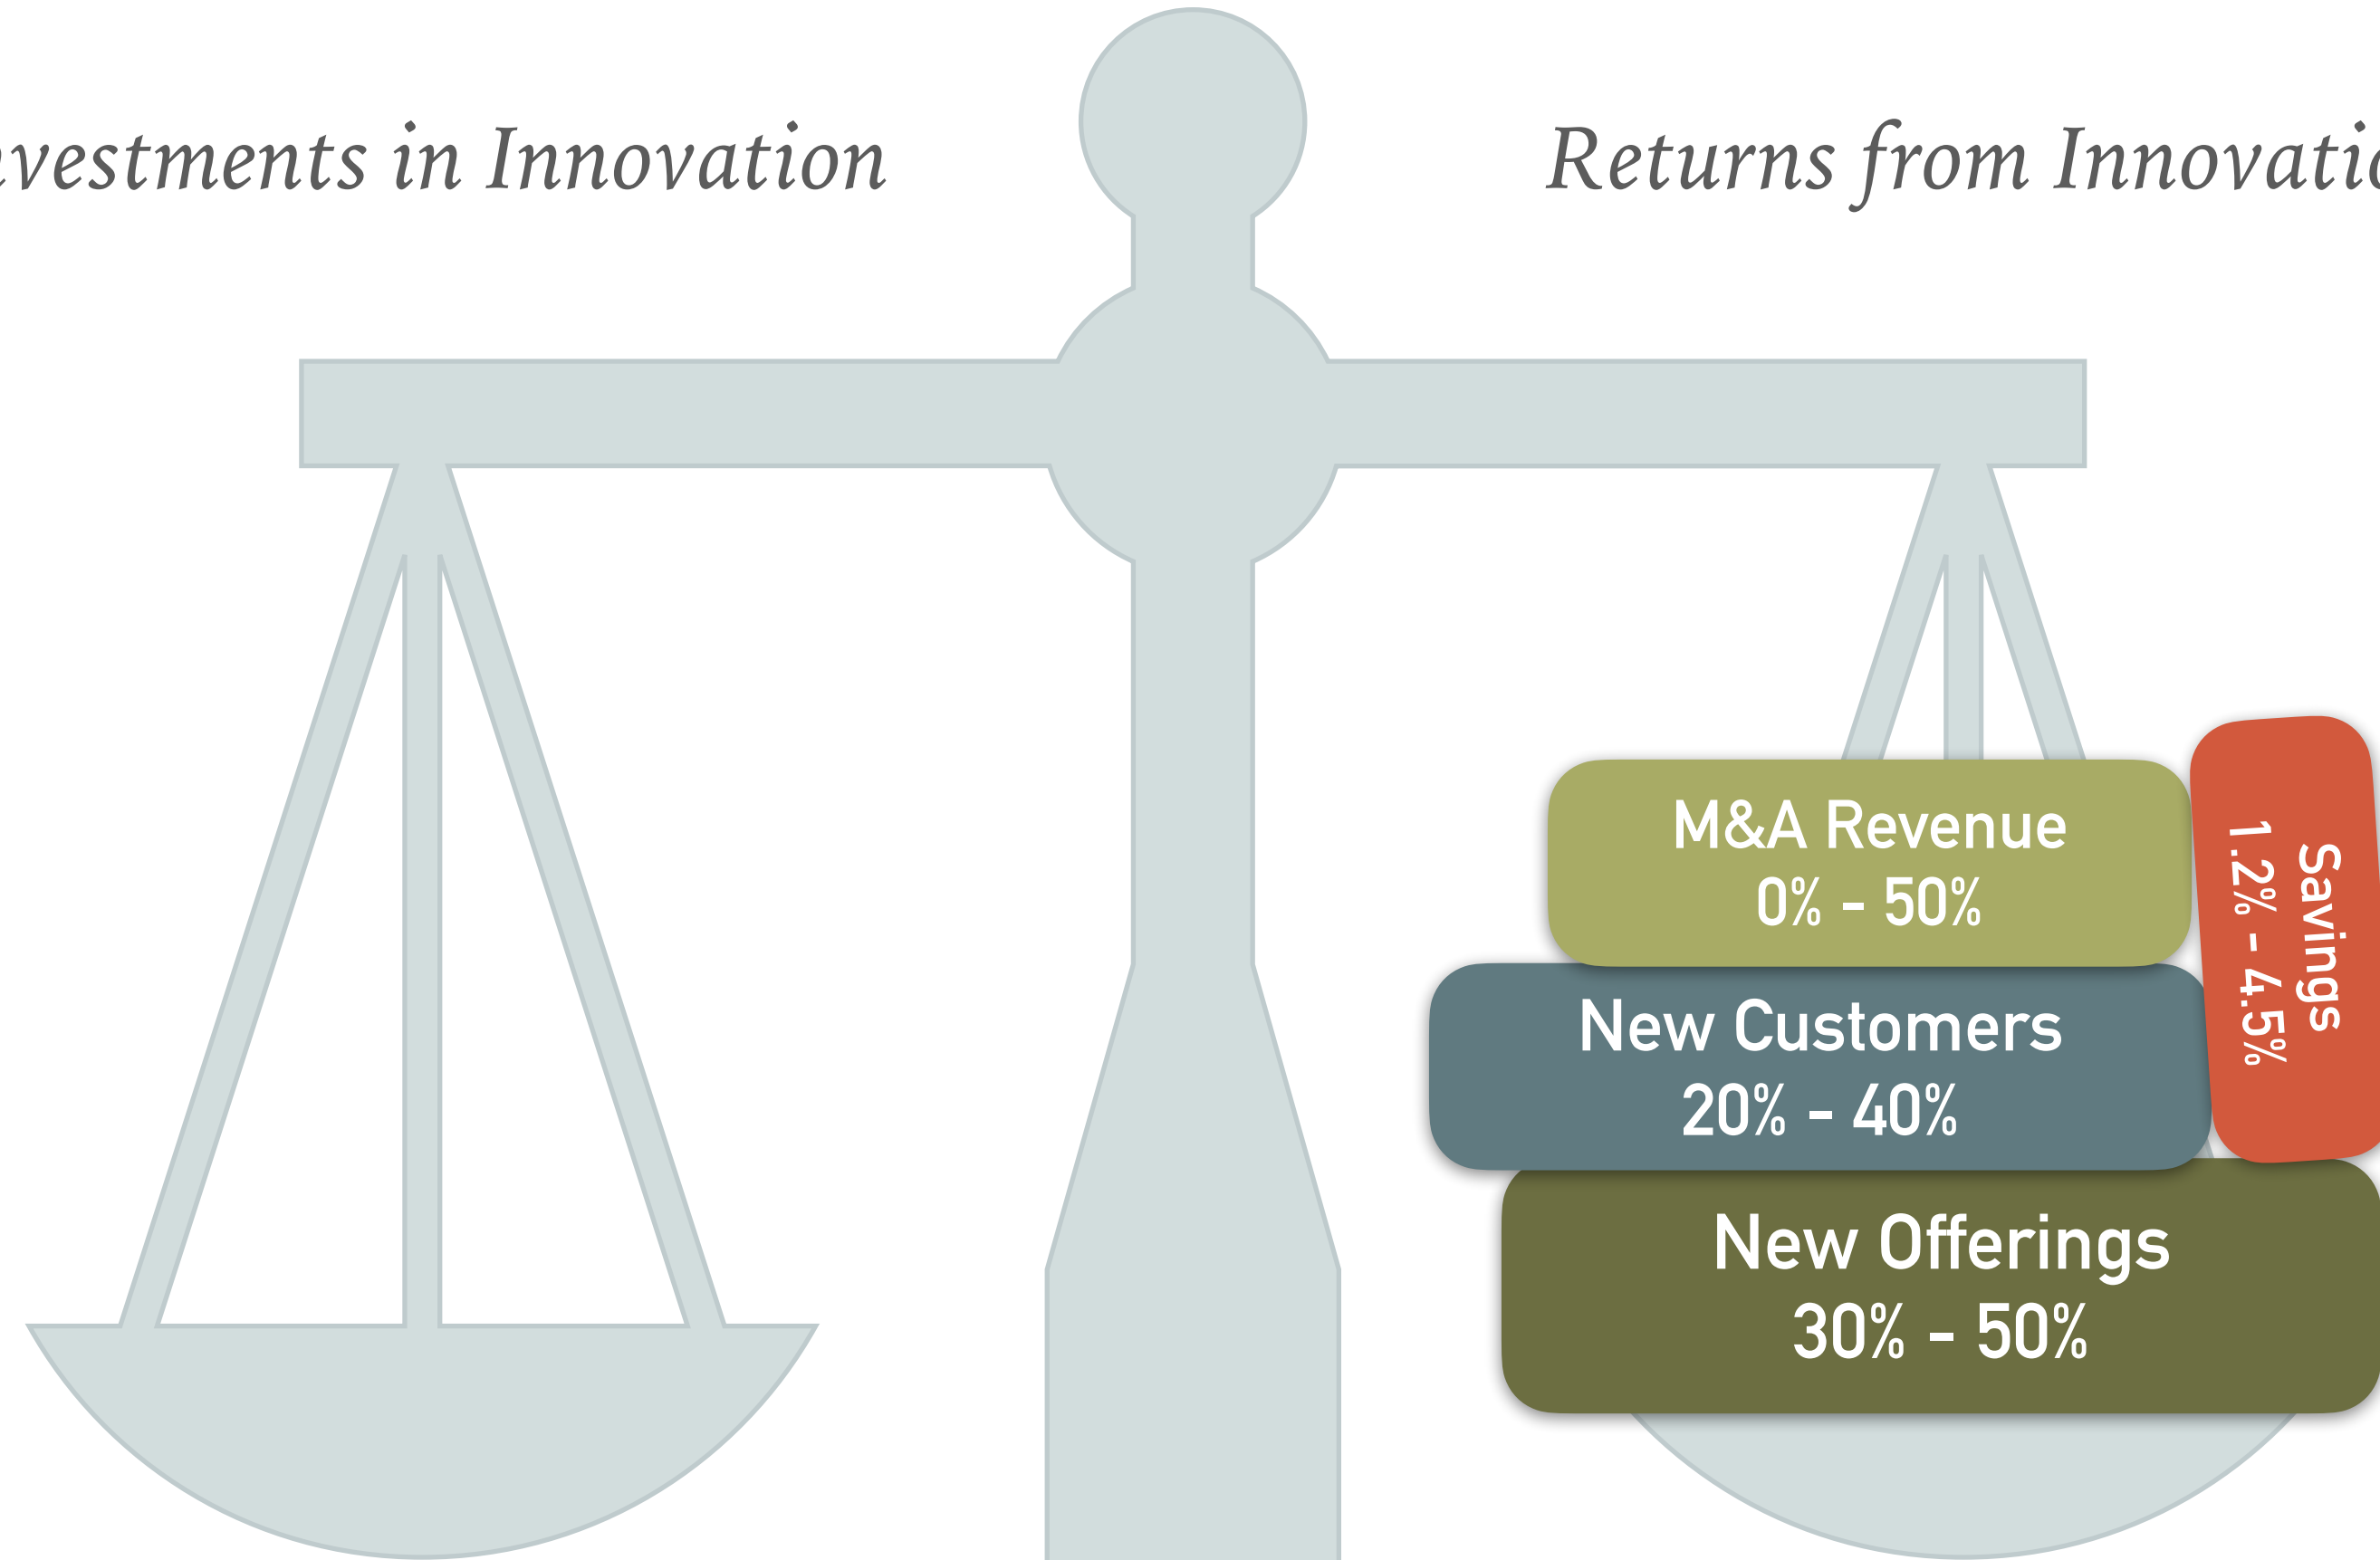 vestments in Innovation
Returns from Innovatio
M&A Revenue
0% - 50%
Savings
1.2% - 4.5%
New Customers
20% - 40%
New Offerings
30% - 50%